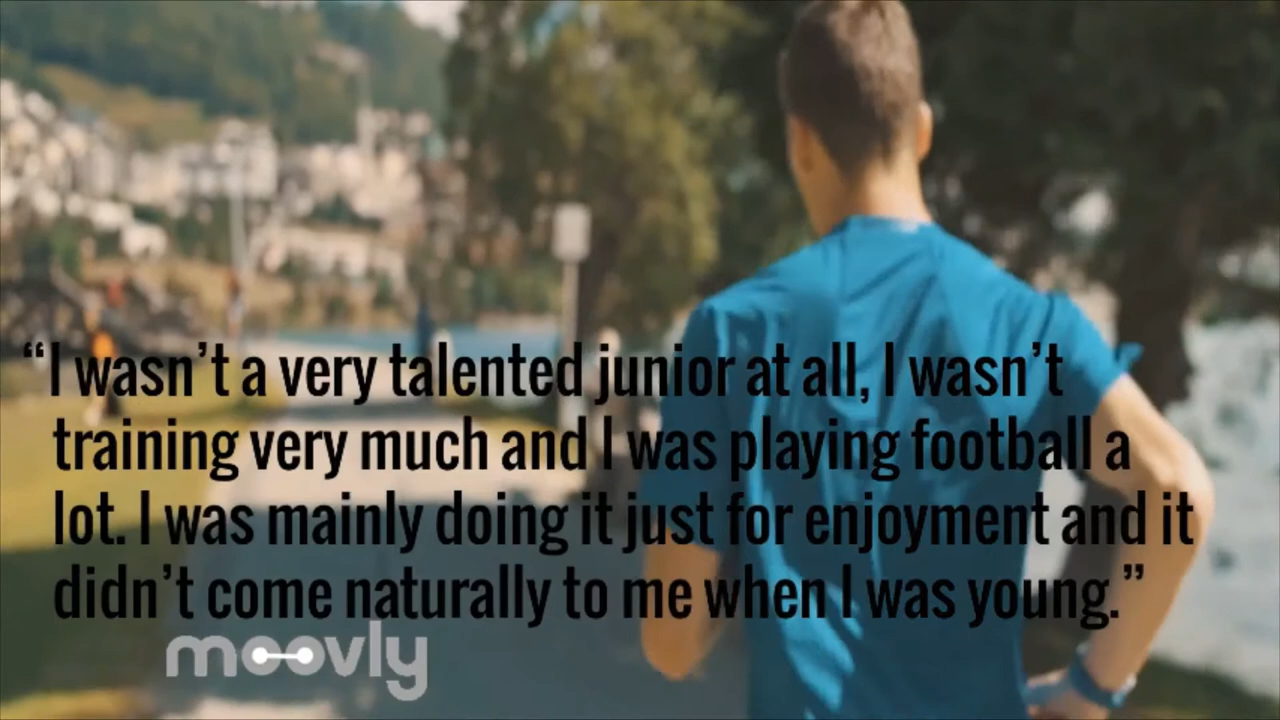 “I wasn’t a very talented junior at all, I wasn’t
training very much and I was playing football a
lot. I was mainly doing it just for enjoyment and it
didn’t come naturally to me when I was young.”
moovly